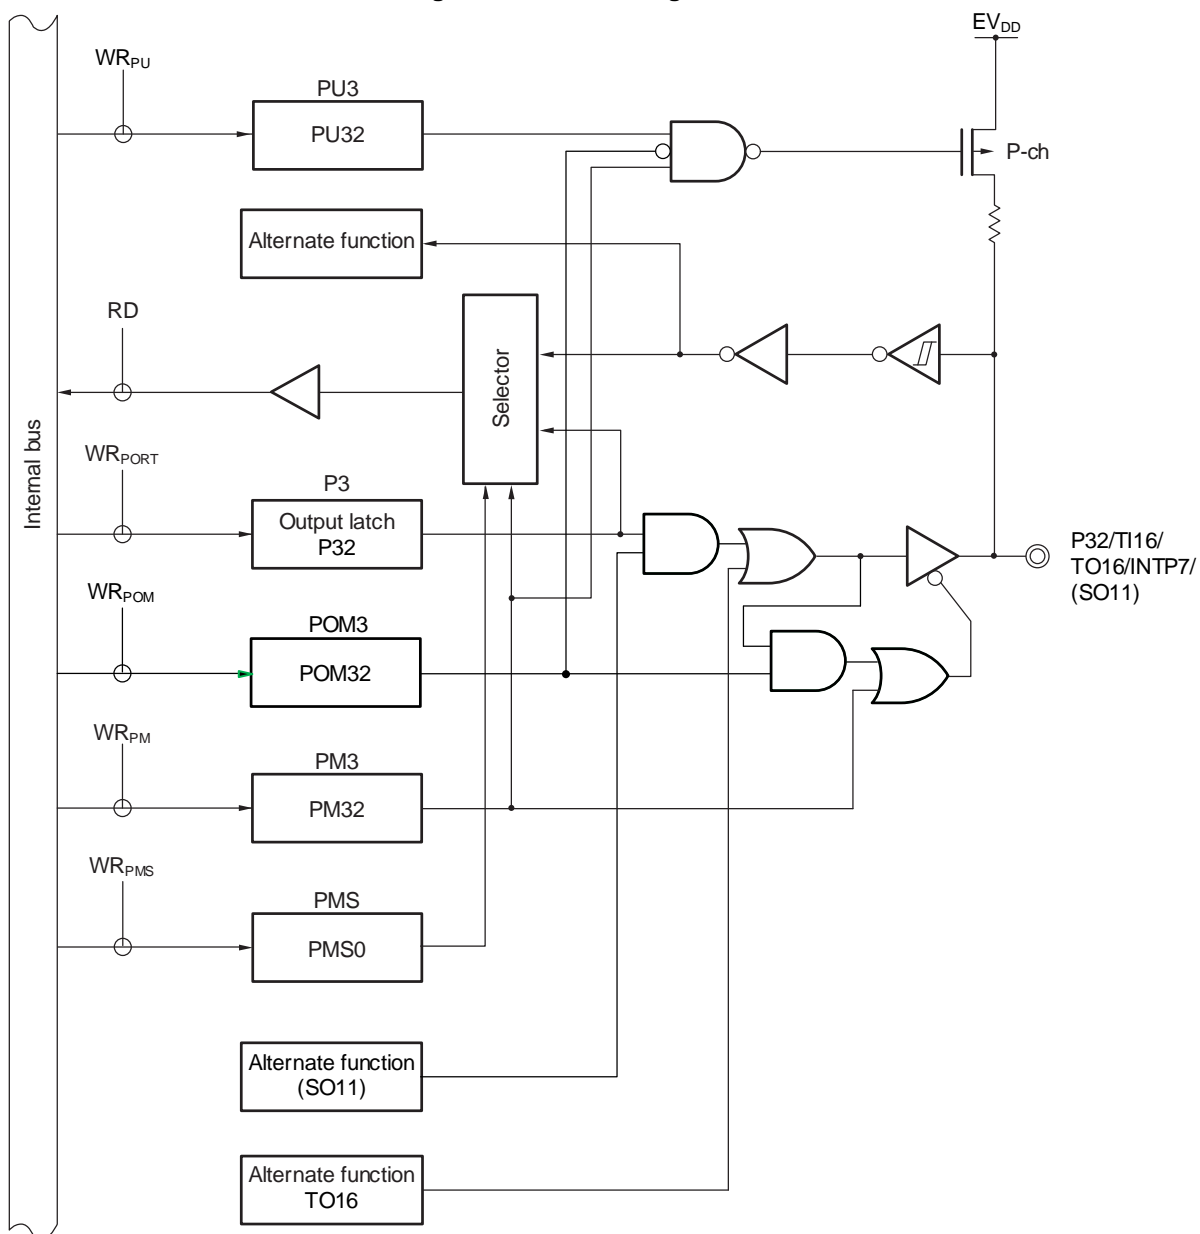 EVDD
WRPU
PU3
PU32
P-ch
Alternate function
RD
Selector
Internal bus
WRPORT
P3
Output latch
P32
P32/TI16/
TO16/INTP7/
(SO11)
WRPOM
POM3
POM32
WRPM
PM3
PM32
WRPMS
PMS
PMS0
Alternate function
(SO11)
Alternate function
TO16